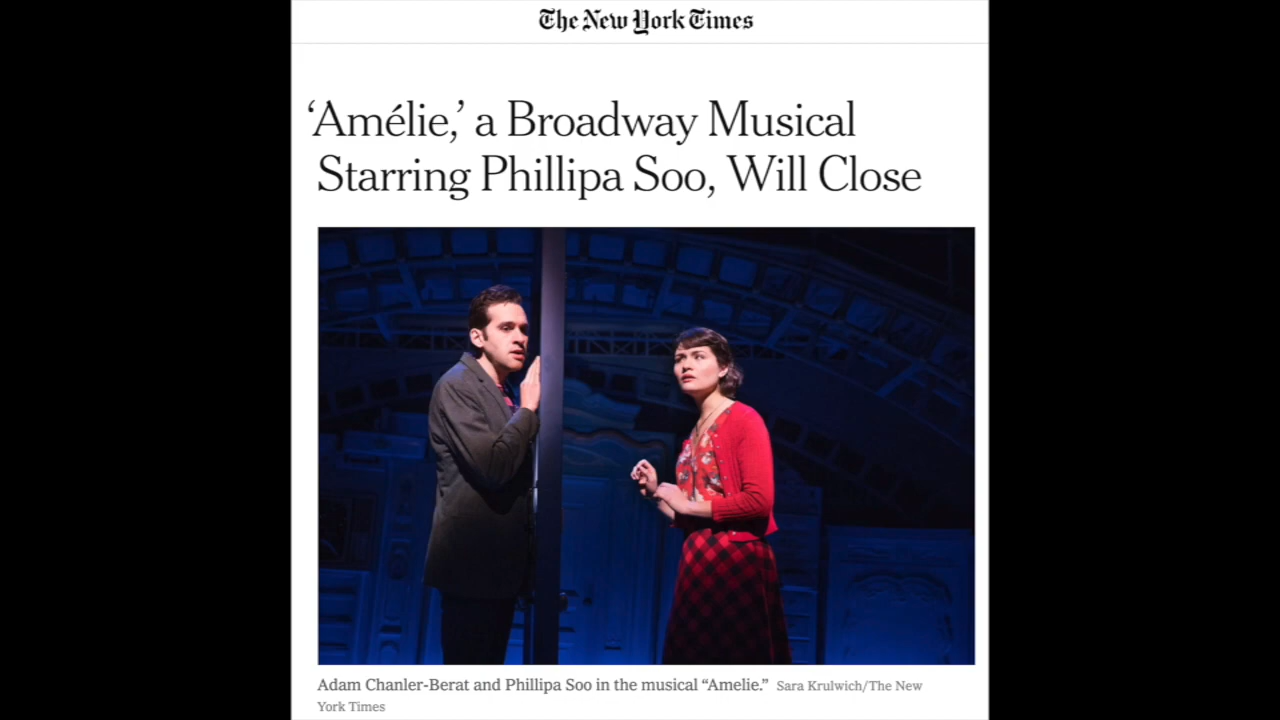 The New York Times
‘Amélie,’ a Broadway Musical
Starring Phillipa Soo, Will Close
Adam Chanler-Berat and Phillipa Soo in the musical “Amelie.” Sara Krulwich/The New
York Times